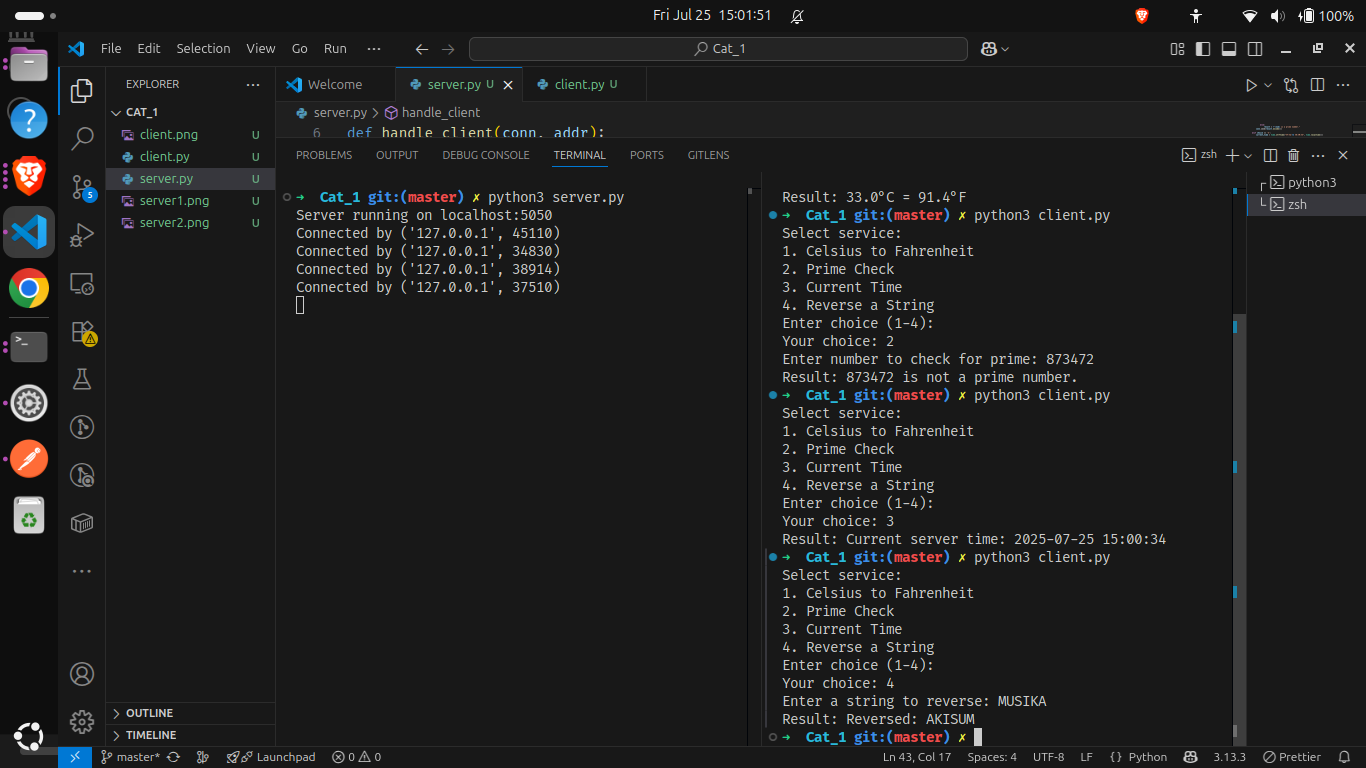 Fri Jul 25 15:01:51
100%
File Edit Selection View Go Run ···
Cat_1
EXPLORER ···
Welcome
server.py U
client.py U
CAT_1
client.png U
client.py U
server.py U
server1.png U
server2.png U
OUTLINE
TIMELINE
server.py > handle_client
6 def handle_client(conn, addr):
PROBLEMS OUTPUT DEBUG CONSOLE TERMINAL PORTS GITLENS
zsh
➜ Cat_1 git:(master) ✗ python3 server.py
Server running on localhost:5050
Connected by ('127.0.0.1', 45110)
Connected by ('127.0.0.1', 34830)
Connected by ('127.0.0.1', 38914)
Connected by ('127.0.0.1', 37510)
Result: 33.0°C = 91.4°F
➜ Cat_1 git:(master) ✗ python3 client.py
Select service:
1. Celsius to Fahrenheit
2. Prime Check
3. Current Time
4. Reverse a String
Enter choice (1-4):
Your choice: 2
Enter number to check for prime: 873472
Result: 873472 is not a prime number.
➜ Cat_1 git:(master) ✗ python3 client.py
Select service:
1. Celsius to Fahrenheit
2. Prime Check
3. Current Time
4. Reverse a String
Enter choice (1-4):
Your choice: 3
Result: Current server time: 2025-07-25 15:00:34
➜ Cat_1 git:(master) ✗ python3 client.py
Select service:
1. Celsius to Fahrenheit
2. Prime Check
3. Current Time
4. Reverse a String
Enter choice (1-4):
Your choice: 4
Enter a string to reverse: MUSIKA
Result: Reversed: AKISUM
➜ Cat_1 git:(master) ✗
python3
zsh
5
master* Launchpad 0 0 Ln 43, Col 17 Spaces: 4 UTF-8 LF {} Python 3.13.3 Prettier